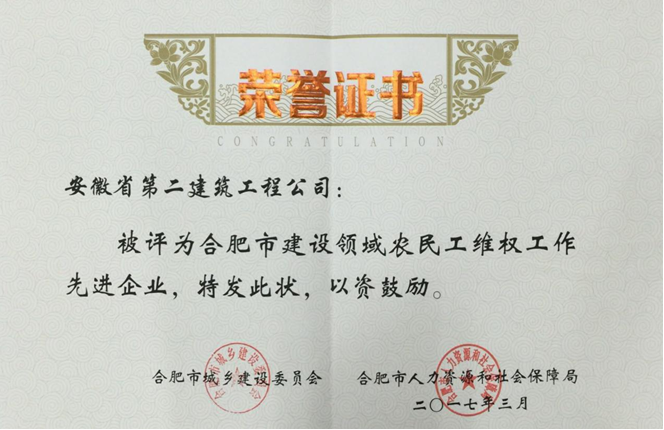 荣誉证书
CONGRATULATION
安徽省第二建筑工程公司：
被评为合肥市建设领域农民工维权工作
先进企业，特发此状，以资鼓励。
合肥市城乡建设委员会 合肥市人力资源和社会保障局
二〇一七年三月